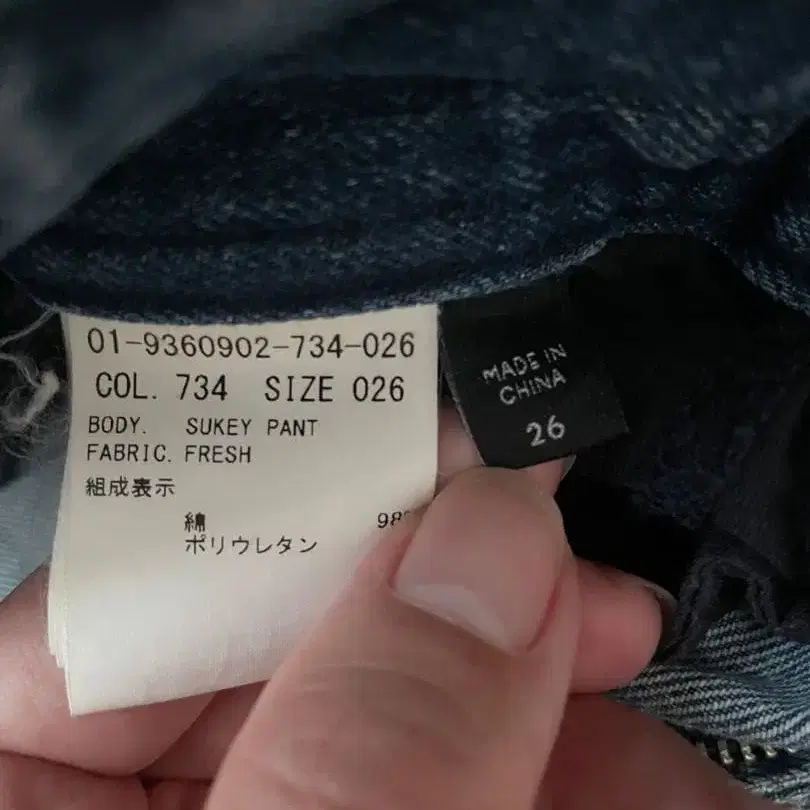 01-9360902-734-026
COL. 734 SIZE 026
BODY. SUKEY PANT
FABRIC. FRESH
組成表示
綿 98
ポリウレタン
MADE IN
CHINA
26